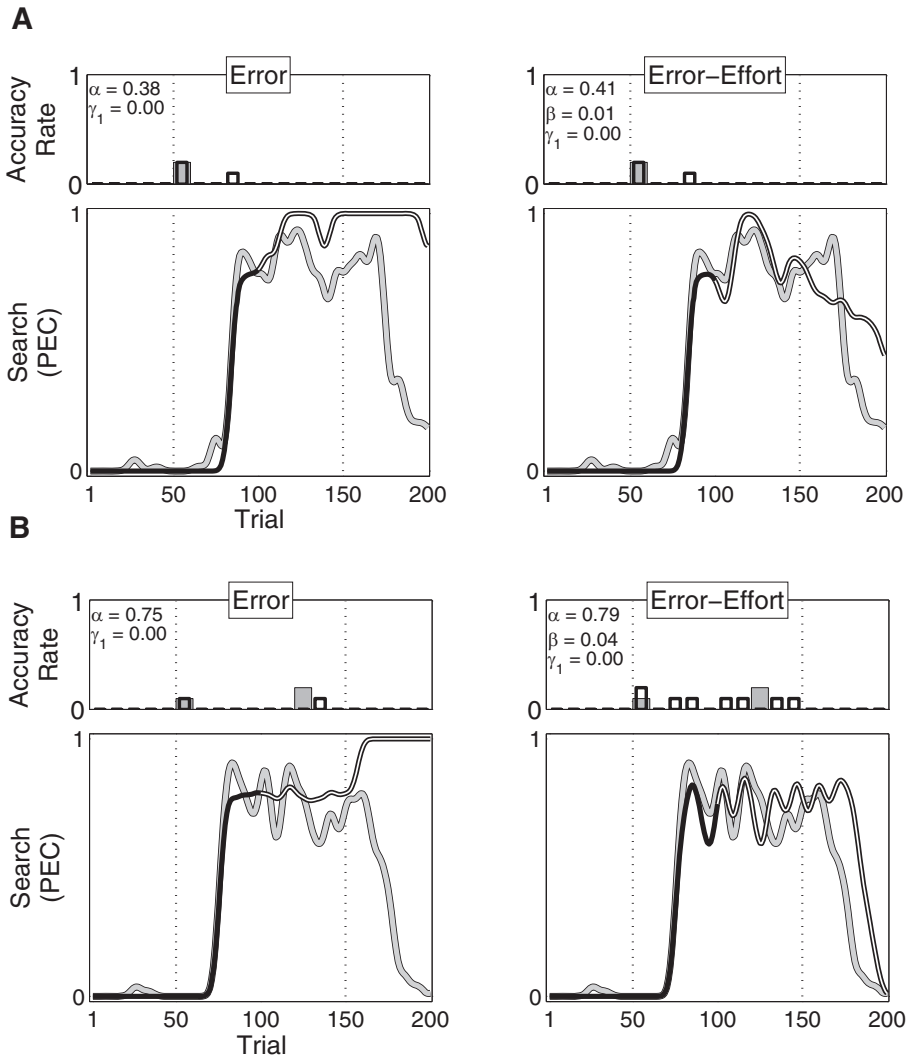 A
Error
Error−Effort
Accuracy
Rate
1
0
α = 0.38
γ1 = 0.00
1
0
α = 0.41
β = 0.01
γ1 = 0.00
Search
(PEC)
1
0
1 50 100 150 200
Trial
1
0
1 50 100 150 200
B
Error
Error−Effort
Accuracy
Rate
1
0
α = 0.75
γ1 = 0.00
1
0
α = 0.79
β = 0.04
γ1 = 0.00
Search
(PEC)
1
0
1 50 100 150 200
Trial
1
0
1 50 100 150 200